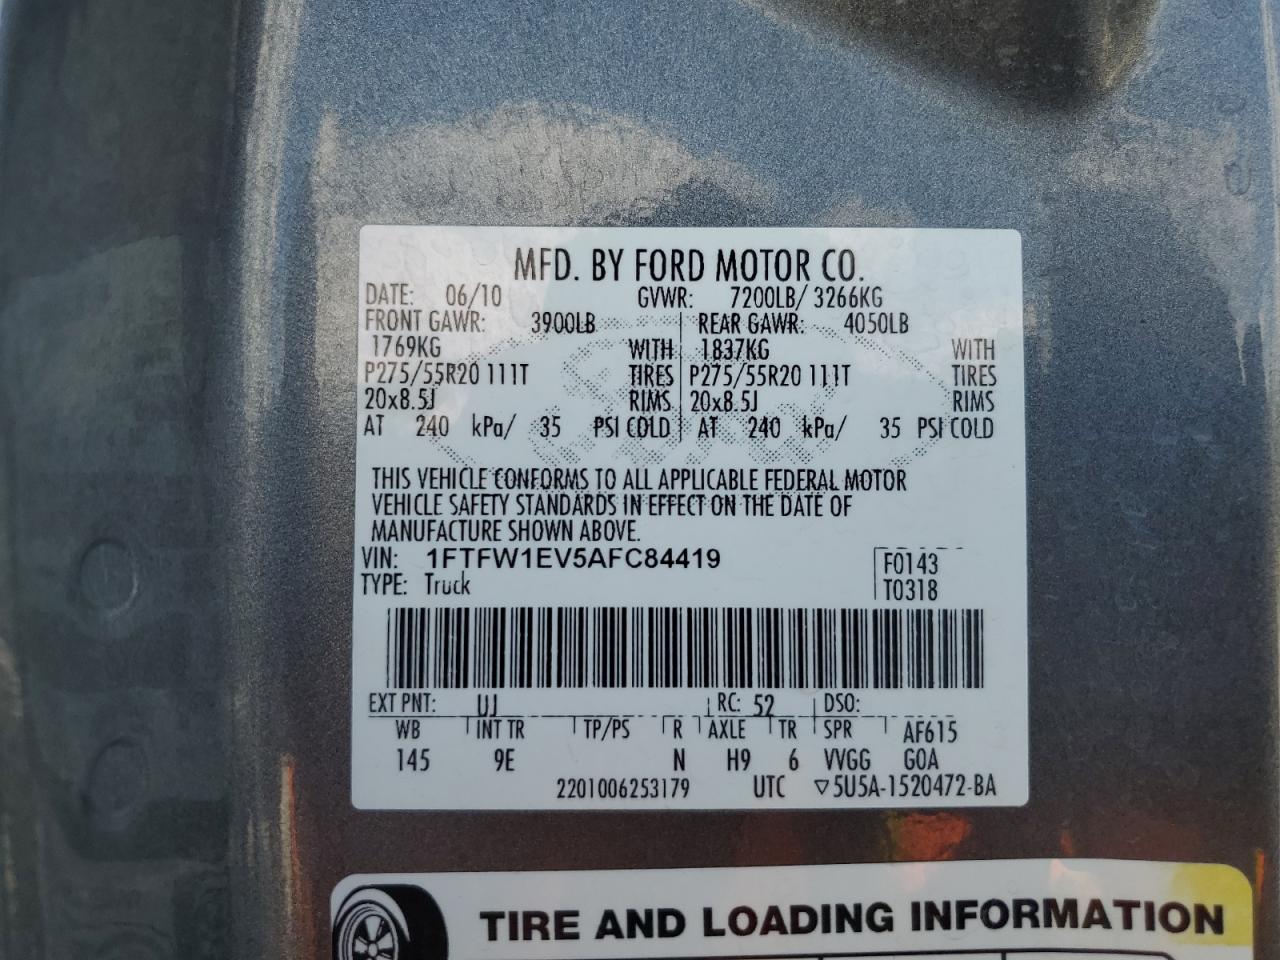 MFD. BY FORD MOTOR CO.
DATE: 06/10 GVWR: 7200LB/ 3266KG
FRONT GAWR: 3900LB REAR GAWR: 4050LB
1769KG WITH 1837KG WITH
P275/55R20 111T TIRES P275/55R20 111T TIRES
20x8.5J RIMS 20x8.5J RIMS
AT 240 kPa/ 35 PSI COLD AT 240 kPa/ 35 PSI COLD
THIS VEHICLE CONFORMS TO ALL APPLICABLE FEDERAL MOTOR
VEHICLE SAFETY STANDARDS IN EFFECT ON THE DATE OF
MANUFACTURE SHOWN ABOVE.
VIN: 1FTFW1EV5AFC84419 F0143
TYPE: Truck T0318
EXT PNT: UJ RC: 52 DSO:
WB INT TR TP/PS R AXLE TR SPR AF615
145 9E N H9 6 VVGG GOA
2201006253179 UTC ▽5U5A-1520472-BA
TIRE AND LOADING INFORMATION